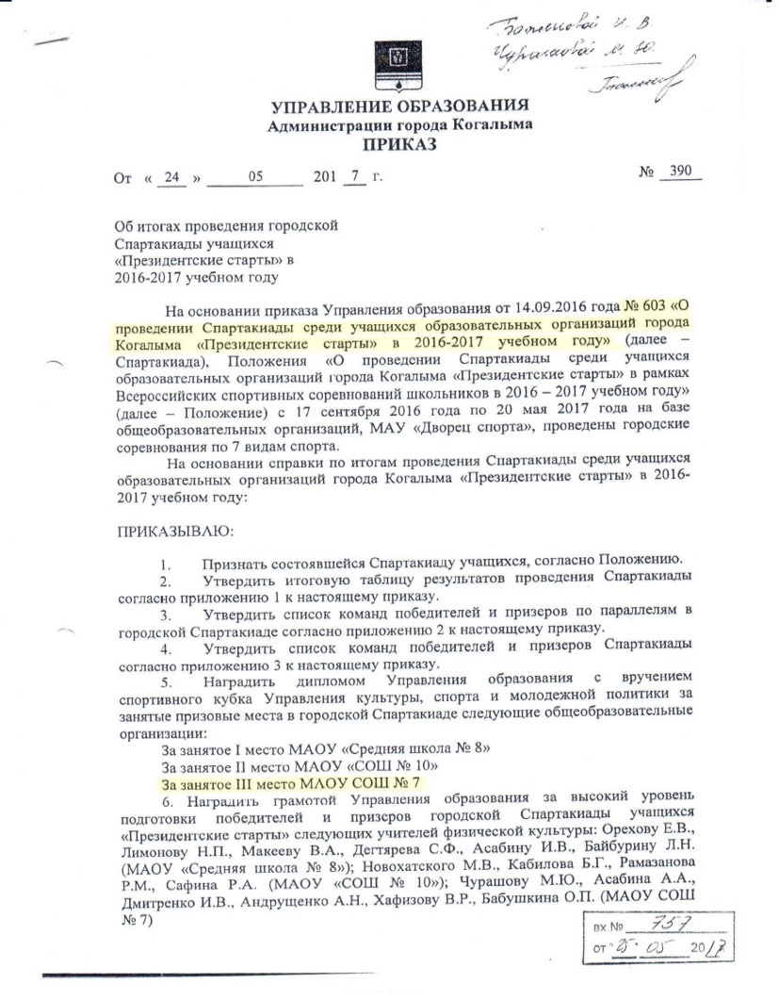 Баженовой И. В.
Чурашовой М. Ю.
УПРАВЛЕНИЕ ОБРАЗОВАНИЯ
Администрации города Когалыма
ПРИКАЗ
От « 24 » 05 201 7 г. № 390
Об итогах проведения городской
Спартакиады учащихся
«Президентские старты» в
2016-2017 учебном году
На основании приказа Управления образования от 14.09.2016 года № 603 «О
проведении Спартакиады среди учащихся образовательных организаций города
Когалыма «Президентские старты» в 2016-2017 учебном году» (далее –
Спартакиада), Положения «О проведении Спартакиады среди учащихся
образовательных организаций города Когалыма «Президентские старты» в рамках
Всероссийских спортивных соревнований школьников в 2016 – 2017 учебном году»
(далее – Положение) с 17 сентября 2016 года по 20 мая 2017 года на базе
общеобразовательных организаций, МАУ «Дворец спорта», проведены городские
соревнования по 7 видам спорта.
На основании справки по итогам проведения Спартакиады среди учащихся
образовательных организаций города Когалыма «Президентские старты» в 2016-
2017 учебном году:
ПРИКАЗЫВАЮ:
1. Признать состоявшейся Спартакиаду учащихся, согласно Положению.
2. Утвердить итоговую таблицу результатов проведения Спартакиады
согласно приложению 1 к настоящему приказу.
3. Утвердить список команд победителей и призеров по параллелям в
городской Спартакиаде согласно приложению 2 к настоящему приказу.
4. Утвердить список команд победителей и призеров Спартакиады
согласно приложению 3 к настоящему приказу.
5. Наградить дипломом Управления образования с вручением
спортивного кубка Управления культуры, спорта и молодежной политики за
занятые призовые места в городской Спартакиаде следующие общеобразовательные
организации:
За занятое I место МАОУ «Средняя школа № 8»
За занятое II место МАОУ «СОШ № 10»
За занятое III место МАОУ СОШ № 7
6. Наградить грамотой Управления образования за высокий уровень
подготовки победителей и призеров городской Спартакиады учащихся
«Президентские старты» следующих учителей физической культуры: Орехову Е.В.,
Лимонову Н.П., Макееву В.А., Дегтярева С.Ф., Асабину И.В., Байбурину Л.Н.
(МАОУ «Средняя школа № 8»); Новохатского М.В., Кабилова Б.Г., Рамазанова
Р.М., Сафина Р.А. (МАОУ «СОШ № 10»); Чурашову М.Ю., Асабина А.А.,
Дмитренко И.В., Андрущенко А.Н., Хафизову В.Р., Бабушкина О.П. (МАОУ СОШ
№ 7)
вх.№ 757
от 25 05 2017